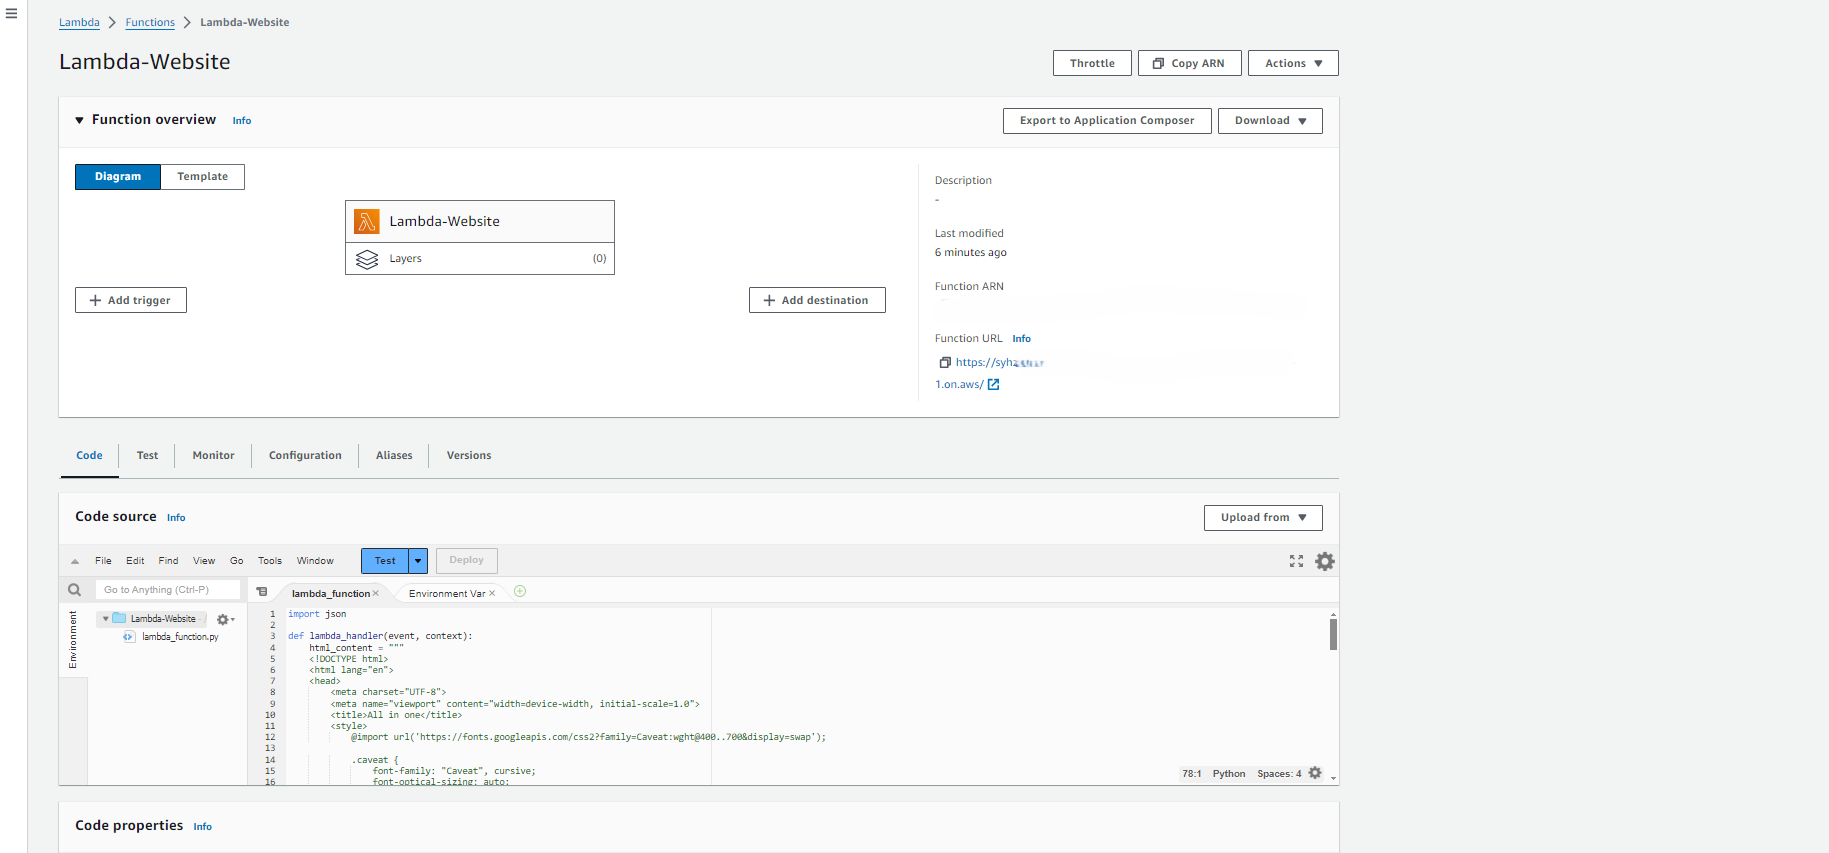 Lambda > Functions > Lambda-Website
Lambda-Website
Throttle
Copy ARN
Actions
Function overview Info
Export to Application Composer
Download
Diagram
Template
Lambda-Website
Layers (0)
+ Add trigger
+ Add destination
Description
-
Last modified
6 minutes ago
Function ARN
Function URL Info
1.on.aws/
Code
Test
Monitor
Configuration
Aliases
Versions
Code source Info
Upload from
File Edit Find View Go Tools Window
Test
Deploy
Go to Anything (Ctrl-P)
Environment
Lambda-Website
lambda_function.py
lambda_function
Environment Var
1 import json
2
3 def lambda_handler(event, context):
4 html_content = """
5 <!DOCTYPE html>
6 <html lang="en">
7 <head>
8 <meta charset="UTF-8">
9 <meta name="viewport" content="width=device-width, initial-scale=1.0">
10 <title>All in one</title>
11 <style>
12 @import url('https://fonts.googleapis.com/css2?family=Caveat:wght@400..700&display=swap');
13
14 .caveat {
15 font-family: "Caveat", cursive;
16 font-optical-sizing: auto;
78:1 Python Spaces: 4
Code properties Info